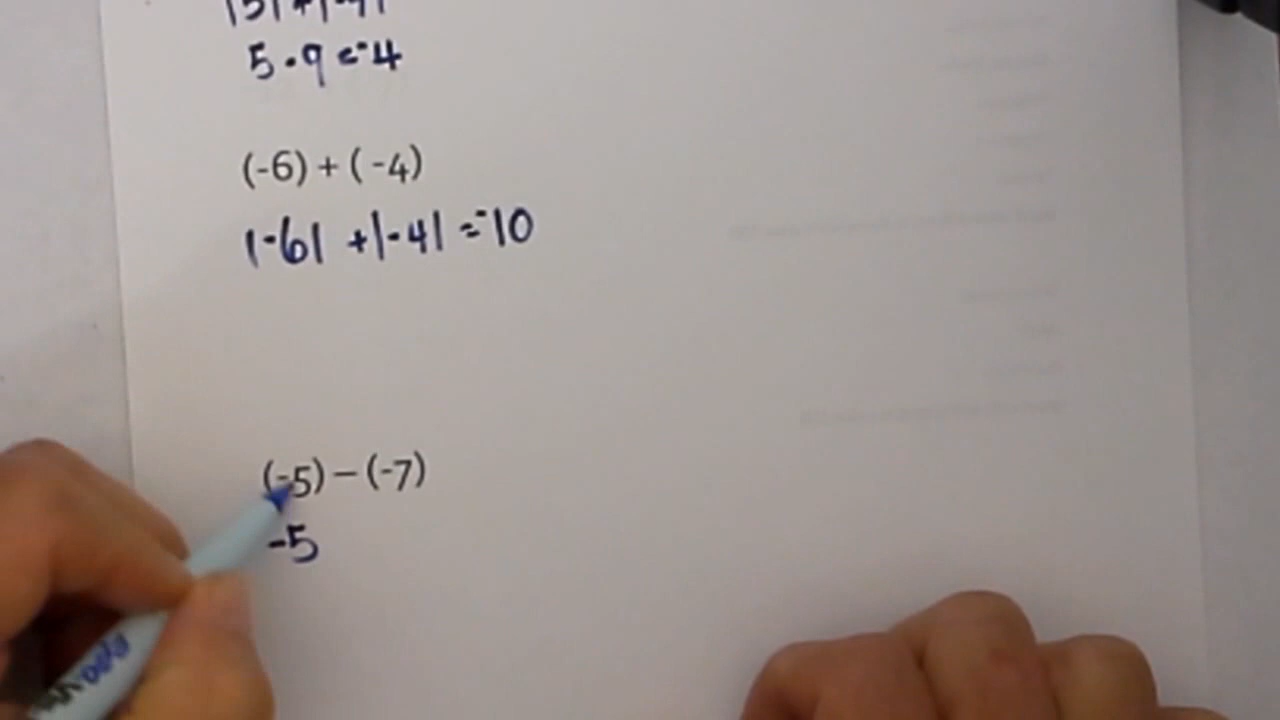 5 - 9 = -4
(-6) + (-4)
|-6| + |-4| = -10
(-5) − (-7)
-5